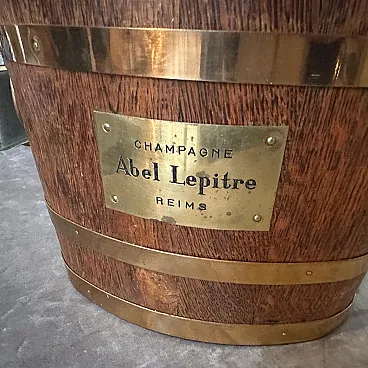 CHAMPAGNE
Abel Lepitre
REIMS